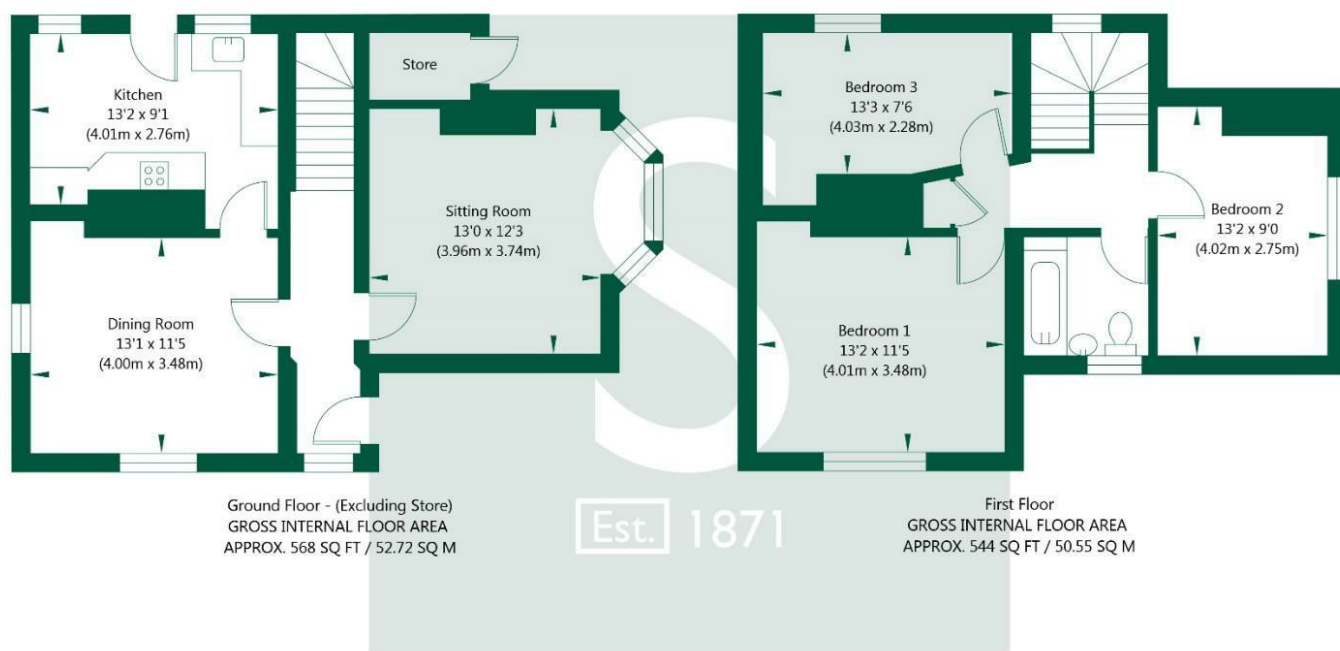 Kitchen
13'2 x 9'1
(4.01m x 2.76m)
Store
Sitting Room
13'0 x 12'3
(3.96m x 3.74m)
Dining Room
13'1 x 11'5
(4.00m x 3.48m)
Bedroom 3
13'3 x 7'6
(4.03m x 2.28m)
Bedroom 2
13'2 x 9'0
(4.02m x 2.75m)
Bedroom 1
13'2 x 11'5
(4.01m x 3.48m)
S
Est. 1871
Ground Floor - (Excluding Store)
GROSS INTERNAL FLOOR AREA
APPROX. 568 SQ FT / 52.72 SQ M
First Floor
GROSS INTERNAL FLOOR AREA
APPROX. 544 SQ FT / 50.55 SQ M